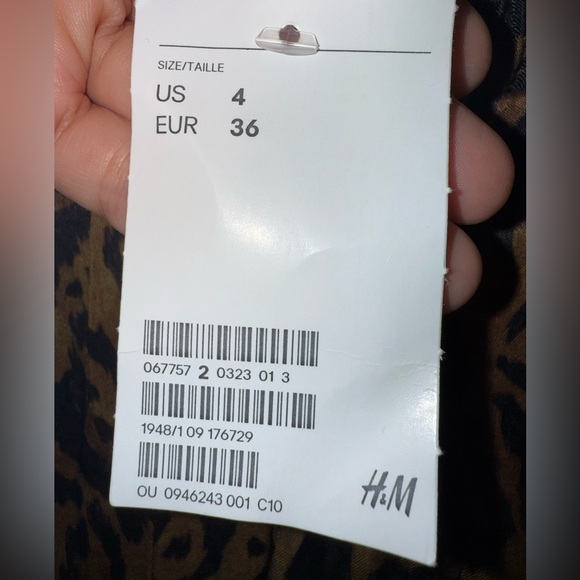 SIZE/TAILLE
US 4
EUR 36
067757 2 0323 01 3
1948/1 09 176729
OU 0946243 001 C10
H&M